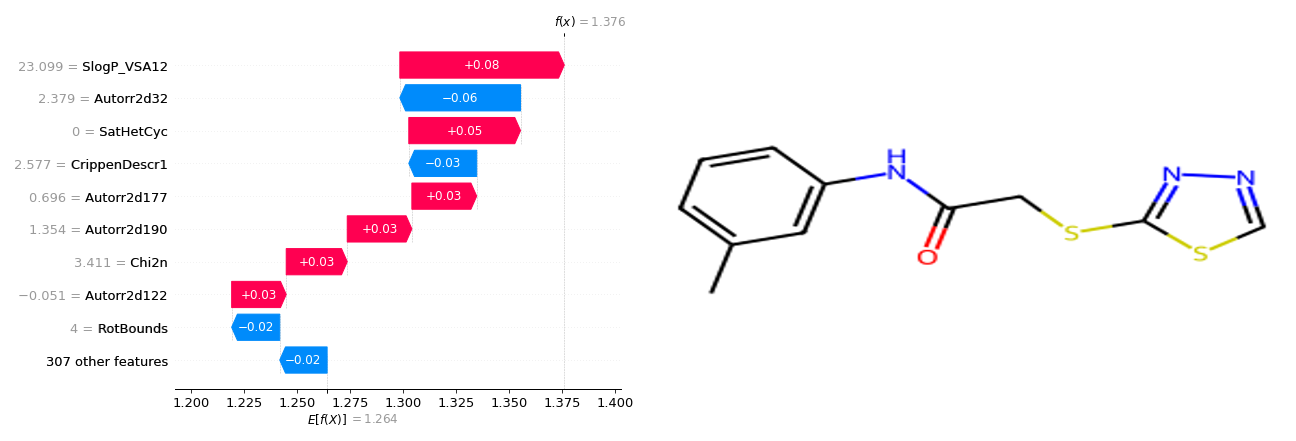 f(x) = 1.376
23.099 = SlogP_VSA12
+0.08
2.379 = Autorr2d32
−0.06
0 = SatHetCyc
+0.05
2.577 = CrippenDescr1
−0.03
0.696 = Autorr2d177
+0.03
1.354 = Autorr2d190
+0.03
3.411 = Chi2n
+0.03
−0.051 = Autorr2d122
+0.03
4 = RotBounds
−0.02
307 other features
−0.02
1.200 1.225 1.250 1.275 1.300 1.325 1.350 1.375 1.400
E[f(X)] = 1.264
H
N
O
S
N
N
S